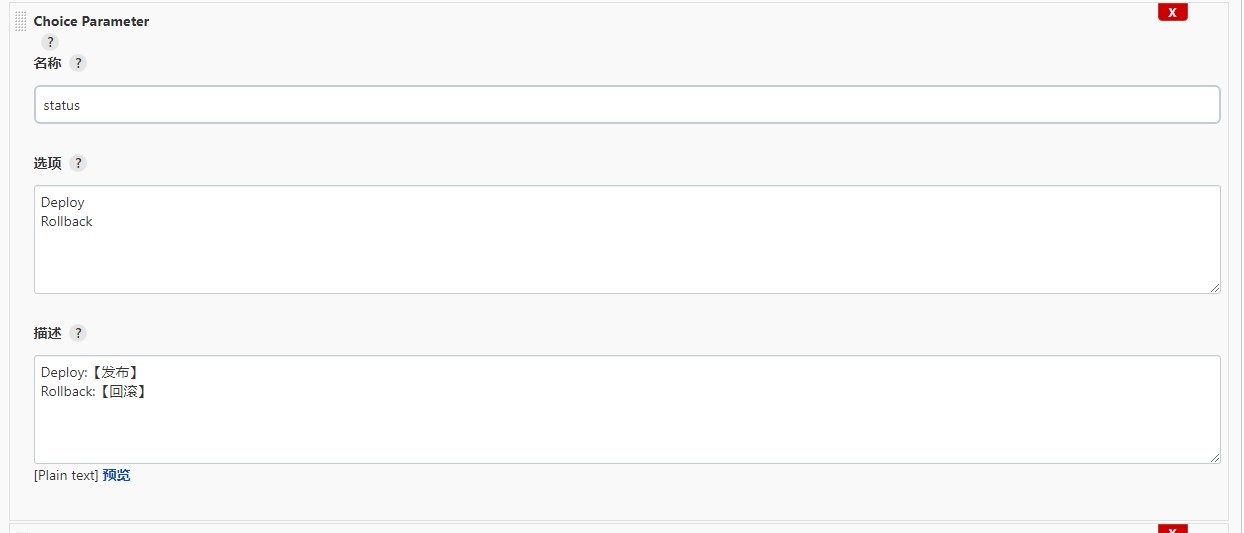 Choice Parameter
X
?
名称 ?
status
选项 ?
Deploy
Rollback
描述 ?
Deploy:【发布】
Rollback:【回滚】
[Plain text] 预览
X